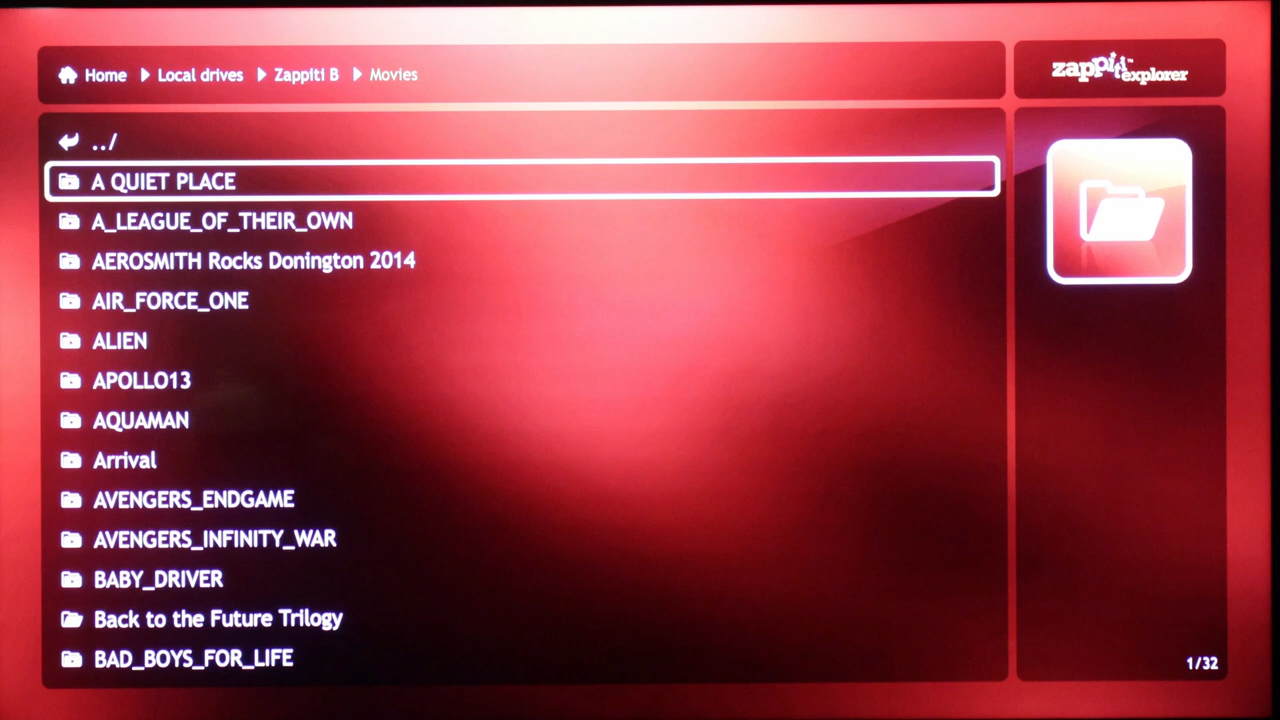 Home Local drives Zappiti B Movies
zappiti™ explorer
../
A QUIET PLACE
A_LEAGUE_OF_THEIR_OWN
AEROSMITH Rocks Donington 2014
AIR_FORCE_ONE
ALIEN
APOLLO13
AQUAMAN
Arrival
AVENGERS_ENDGAME
AVENGERS_INFINITY_WAR
BABY_DRIVER
Back to the Future Trilogy
BAD_BOYS_FOR_LIFE
1/32